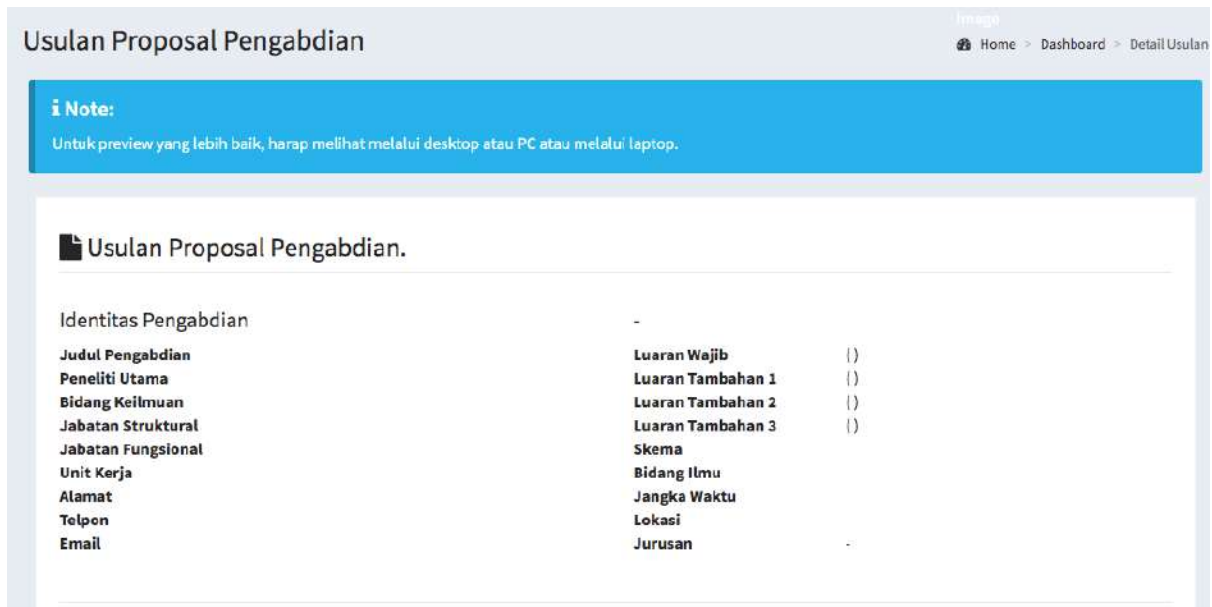 Image
Usulan Proposal Pengabdian
Home > Dashboard > Detail Usulan
i Note:
Untuk preview yang lebih baik, harap melihat melalui desktop atau PC atau melalui laptop.
Usulan Proposal Pengabdian.
Identitas Pengabdian -
Judul Pengabdian Luaran Wajib ()
Peneliti Utama Luaran Tambahan 1 ()
Bidang Keilmuan Luaran Tambahan 2 ()
Jabatan Struktural Luaran Tambahan 3 ()
Jabatan Fungsional Skema
Unit Kerja Bidang Ilmu
Alamat Jangka Waktu
Telpon Lokasi
Email Jurusan -